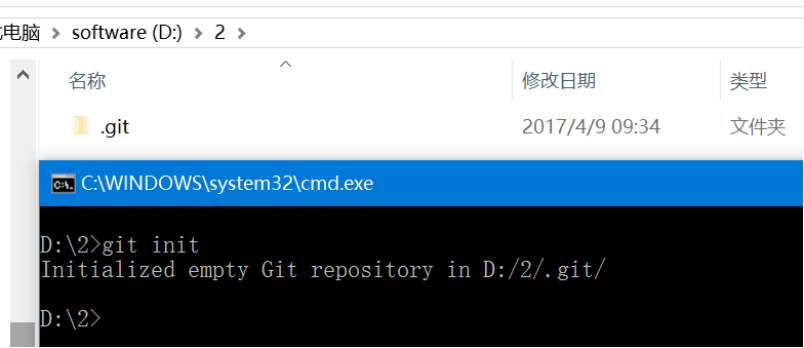 电脑 > software (D:) > 2 >
名称 修改日期 类型
.git 2017/4/9 09:34 文件夹
C:\WINDOWS\system32\cmd.exe
D:\2>git init
Initialized empty Git repository in D:/2/.git/
D:\2>